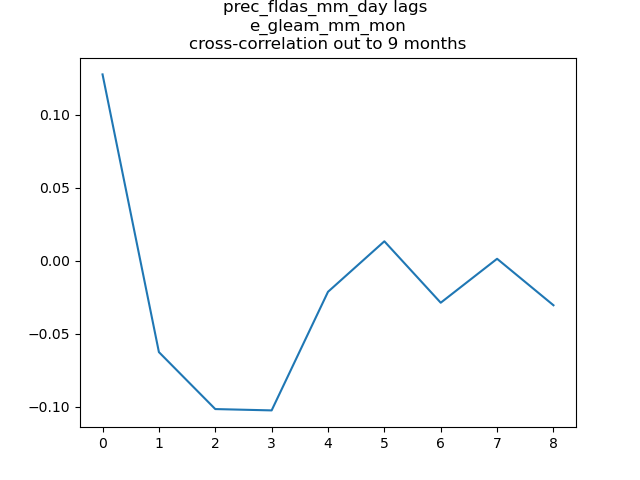 prec_fldas_mm_day lags
e_gleam_mm_mon
cross-correlation out to 9 months
0.10
0.05
0.00
−0.05
−0.10
0 1 2 3 4 5 6 7 8